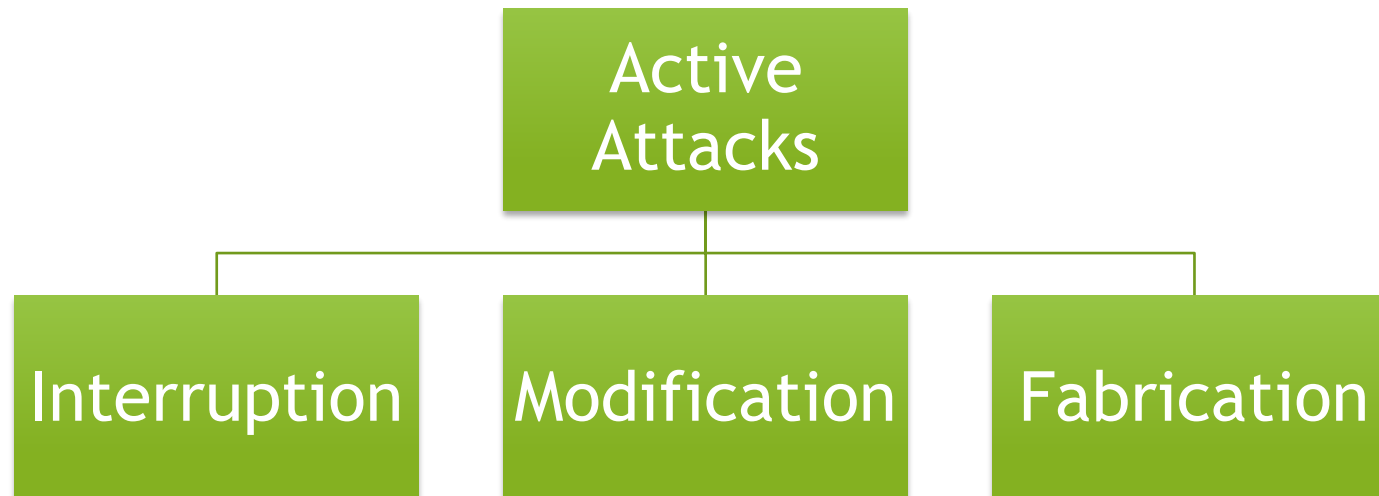 Active
Attacks
Interruption
Modification
Fabrication